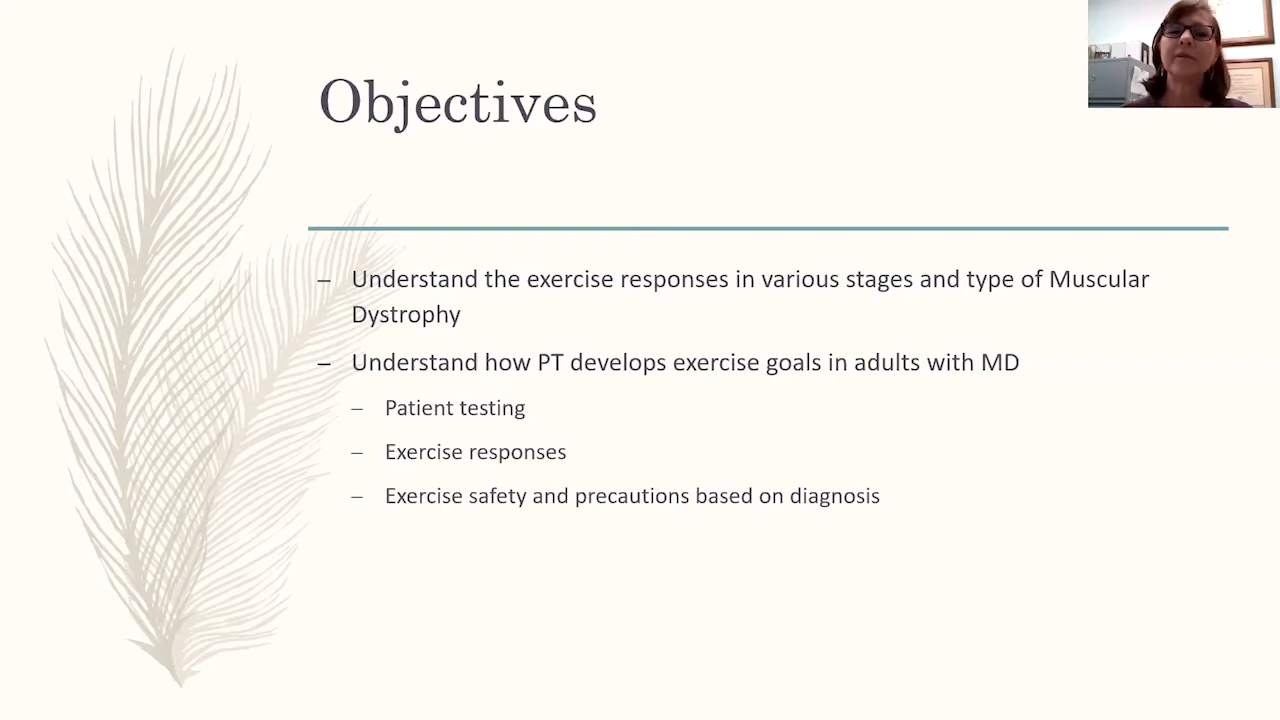 Objectives
– Understand the exercise responses in various stages and type of Muscular
Dystrophy
– Understand how PT develops exercise goals in adults with MD
– Patient testing
– Exercise responses
– Exercise safety and precautions based on diagnosis